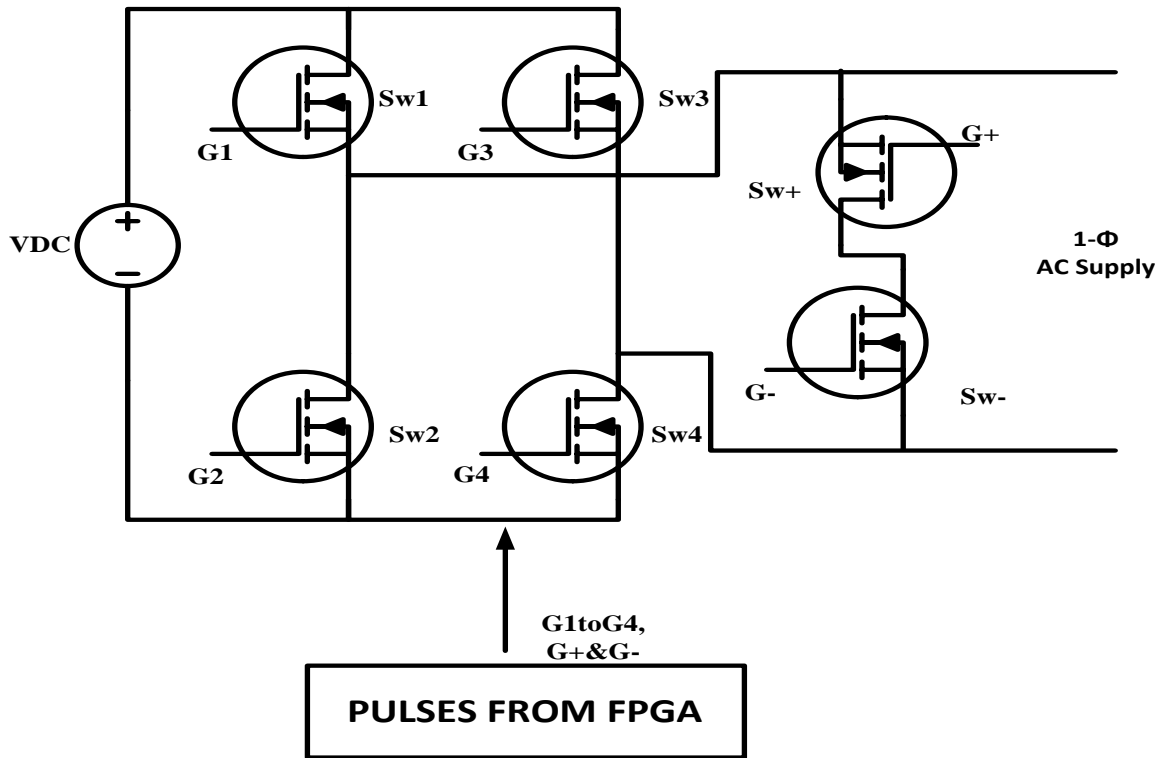 Sw1
Sw3
G1
G3
G+
Sw+
VDC
1-Φ
AC Supply
G-
Sw-
Sw2
Sw4
G2
G4
G1toG4,
G+&G-
PULSES FROM FPGA